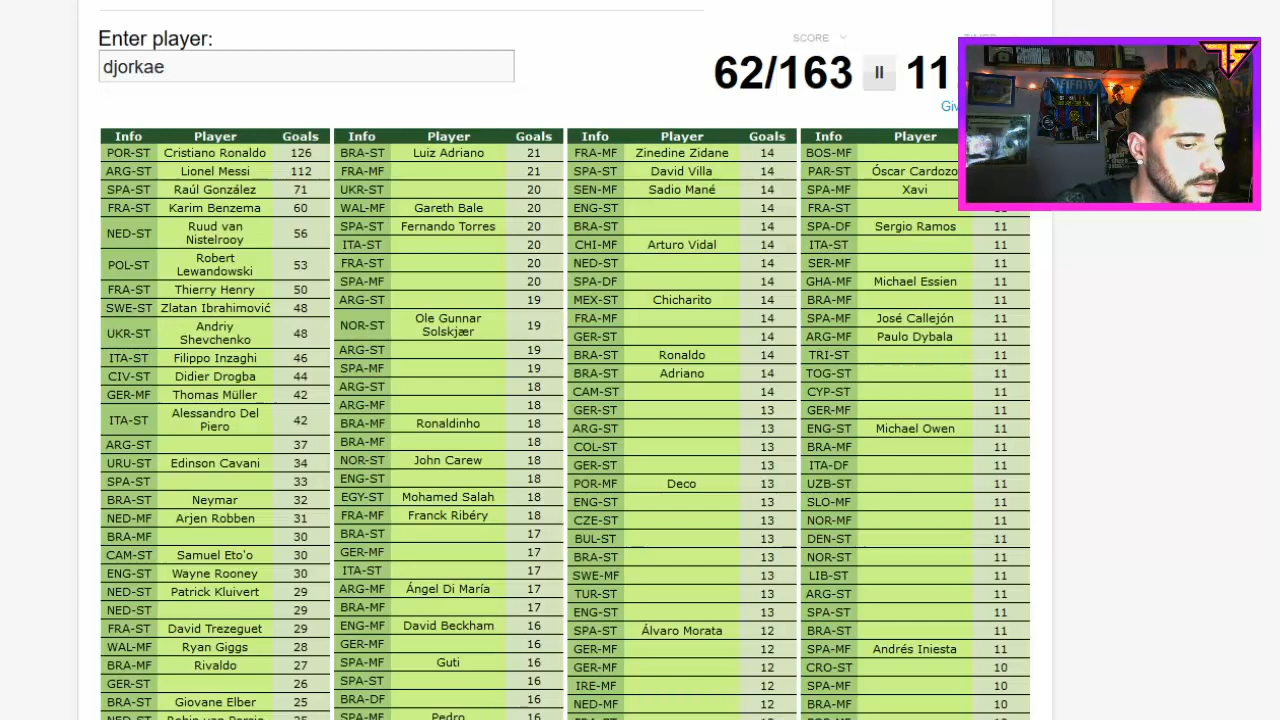 Enter player:
djorkae
SCORE
62/163
II
11
Giv
Info Player Goals
POR-ST Cristiano Ronaldo 126
ARG-ST Lionel Messi 112
SPA-ST Raúl González 71
FRA-ST Karim Benzema 60
NED-ST Ruud van Nistelrooy 56
POL-ST Robert Lewandowski 53
FRA-ST Thierry Henry 50
SWE-ST Zlatan Ibrahimović 48
UKR-ST Andriy Shevchenko 48
ITA-ST Filippo Inzaghi 46
CIV-ST Didier Drogba 44
GER-MF Thomas Müller 42
ITA-ST Alessandro Del Piero 42
ARG-ST 37
URU-ST Edinson Cavani 34
SPA-ST 33
BRA-ST Neymar 32
NED-MF Arjen Robben 31
BRA-MF 30
CAM-ST Samuel Eto'o 30
ENG-ST Wayne Rooney 30
NED-ST Patrick Kluivert 29
NED-ST 29
FRA-ST David Trezeguet 29
WAL-MF Ryan Giggs 28
BRA-MF Rivaldo 27
GER-ST 26
BRA-ST Giovane Elber 25
NED-ST Robin van Persie 25
Info Player Goals
BRA-ST Luiz Adriano 21
FRA-MF 21
UKR-ST 20
WAL-MF Gareth Bale 20
SPA-ST Fernando Torres 20
ITA-ST 20
FRA-ST 20
SPA-MF 20
ARG-ST 19
NOR-ST Ole Gunnar Solskjær 19
ARG-ST 19
SPA-MF 19
ARG-ST 18
ARG-MF 18
BRA-MF Ronaldinho 18
BRA-MF 18
NOR-ST John Carew 18
ENG-ST 18
EGY-ST Mohamed Salah 18
FRA-MF Franck Ribéry 18
BRA-ST 17
GER-MF 17
ITA-ST 17
ARG-MF Ángel Di María 17
BRA-MF 17
ENG-MF David Beckham 16
GER-MF 16
SPA-MF Guti 16
SPA-ST 16
BRA-DF 16
SPA-MF Pedro 16
Info Player Goals
FRA-MF Zinedine Zidane 14
SPA-ST David Villa 14
SEN-MF Sadio Mané 14
ENG-ST 14
BRA-ST 14
CHI-MF Arturo Vidal 14
NED-ST 14
SPA-DF 14
MEX-ST Chicharito 14
FRA-MF 14
GER-ST 14
BRA-ST Ronaldo 14
BRA-ST Adriano 14
CAM-ST 14
GER-ST 13
ARG-ST 13
COL-ST 13
GER-ST 13
POR-MF Deco 13
ENG-ST 13
CZE-ST 13
BUL-ST 13
BRA-ST 13
SWE-MF 13
TUR-ST 13
ENG-ST 13
SPA-ST Álvaro Morata 12
GER-MF 12
GER-MF 12
IRE-MF 12
NED-MF 12
Info Player
BOS-MF
PAR-ST Óscar Cardozo
SPA-MF Xavi
FRA-ST
SPA-DF Sergio Ramos 11
ITA-ST 11
SER-MF 11
GHA-MF Michael Essien 11
BRA-MF 11
SPA-MF José Callejón 11
ARG-MF Paulo Dybala 11
TRI-ST 11
TOG-ST 11
CYP-ST 11
GER-MF 11
ENG-ST Michael Owen 11
BRA-MF 11
ITA-DF 11
UZB-ST 11
SLO-MF 11
NOR-MF 11
DEN-ST 11
NOR-ST 11
LIB-ST 11
ARG-ST 11
SPA-ST 11
BRA-ST 11
SPA-MF Andrés Iniesta 11
CRO-ST 10
SPA-MF 10
BRA-MF 10